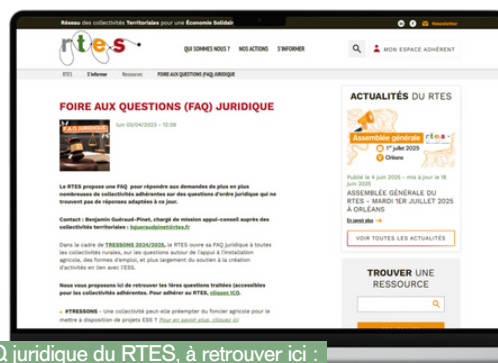 Réseau des collectivités Territoriales pour une Économie Solidaire
Newsletter
rtes
QUI SOMMES NOUS ?
NOS ACTIONS
S'INFORMER
MON ESPACE ADHÉRENT
RTES
S'informer
Ressources
FOIRE AUX QUESTIONS (FAQ) JURIDIQUE
FOIRE AUX QUESTIONS (FAQ) JURIDIQUE
F.A.Q JURIDIQUE
lun 03/04/2023 - 12:28
Le RTES propose une FAQ pour répondre aux demandes de plus en plus
nombreuses de collectivités adhérentes sur des questions d'ordre juridique qui ne
trouvent pas de réponses adaptées à ce jour.
Contact : Benjamin Guéraud-Pinet, chargé de mission appui-conseil auprès des
collectivités territoriales : bgueraudpinet@rtes.fr
Dans le cadre de TRESSONS 2024/2025, le RTES ouvre sa FAQ juridique à toutes
les collectivités rurales, sur les questions autour de l'appui à l'installation
agricole, des formes d'emploi, et plus largement du soutien à la création
d'activités en lien avec l'ESS.
Nous vous proposons ici de retrouver les 1ères questions traitées (accessibles
pour les collectivités adhérentes. Pour adhérer au RTES, cliquez ICI).
#TRESSONS - Une collectivité peut-elle préempter du foncier agricole pour le
mettre à disposition de projets ESS ? Pour en savoir plus, cliquez ici
ACTUALITÉS DU RTES
Assemblée générale
rtes
1er juillet 2025
Orléans
Publié le 4 juin 2025 - mis à jour le 18
juin 2025
ASSEMBLÉE GÉNÉRALE DU
RTES - MARDI 1ER JUILLET 2025
À ORLÉANS
En savoir plus
VOIR TOUTES LES ACTUALITÉS
TROUVER UNE
RESSOURCE
Q juridique du RTES, à retrouver ici :